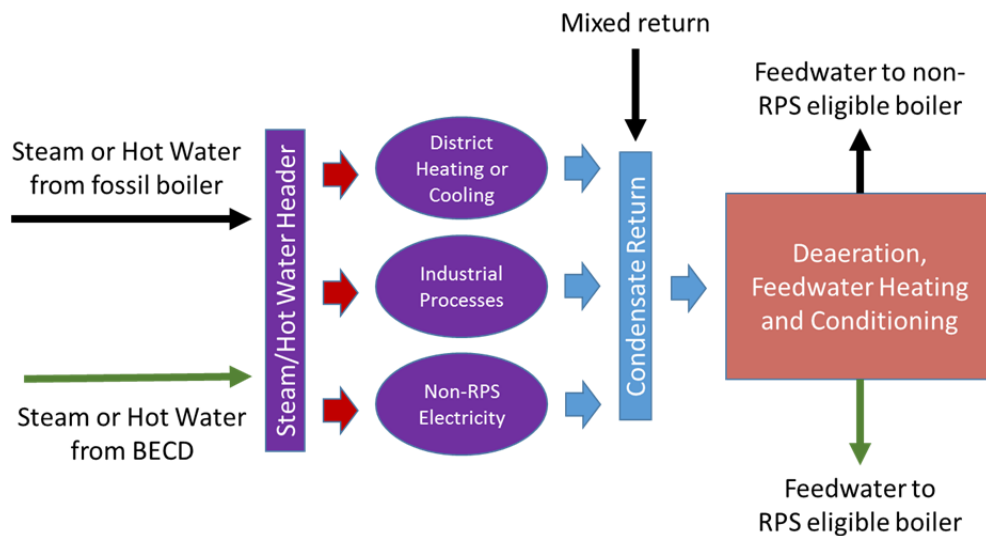 Mixed return
Feedwater to non-
RPS eligible boiler
Steam or Hot Water
from fossil boiler
Steam/Hot Water Header
District
Heating or
Cooling
Industrial
Processes
Non-RPS
Electricity
Condensate Return
Deaeration,
Feedwater Heating
and Conditioning
Steam or Hot Water
from BECD
Feedwater to
RPS eligible boiler